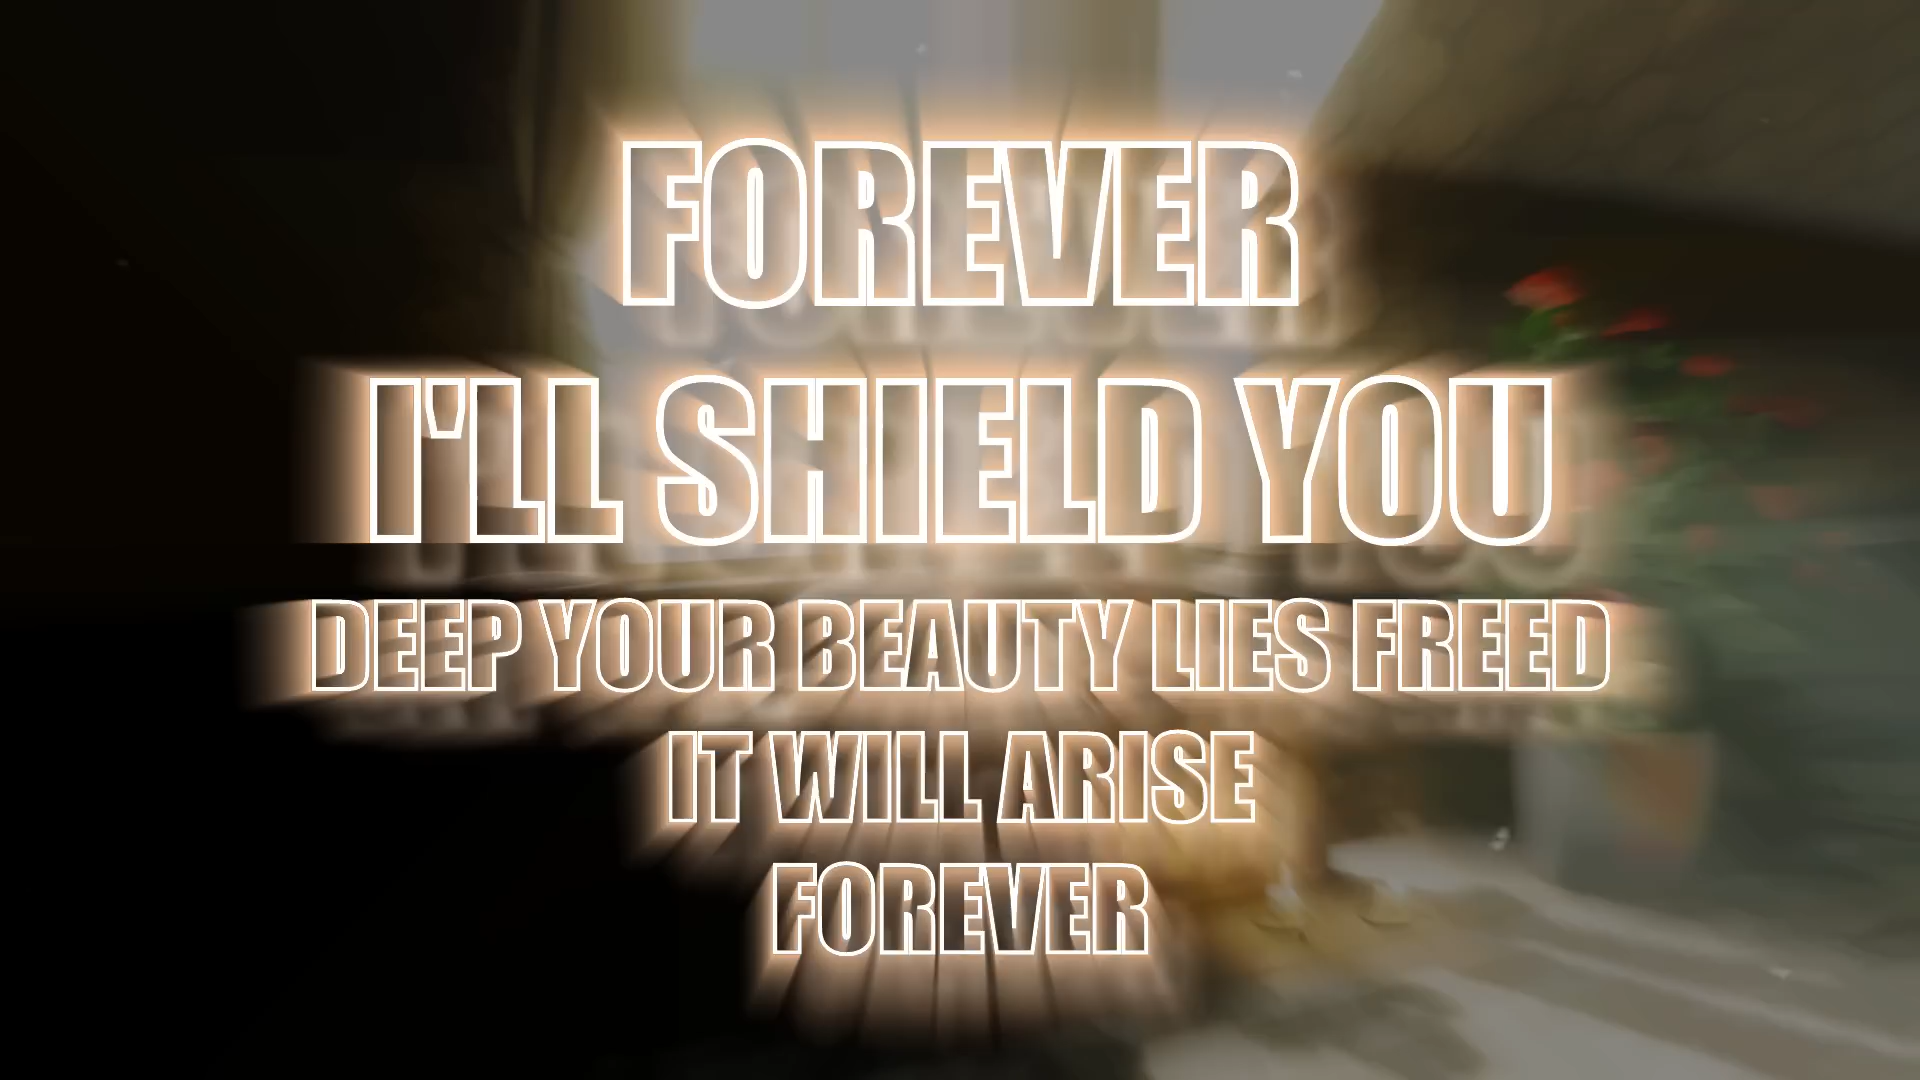 FOREVER
I'LL SHIELD YOU
DEEP YOUR BEAUTY LIES FREED
IT WILL ARISE
FOREVER